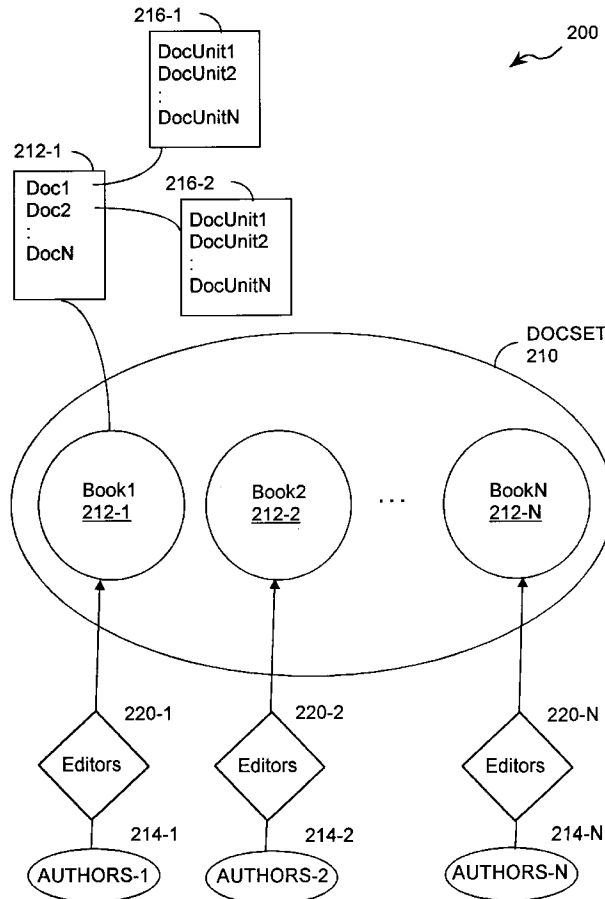 216-1
200
DocUnit1
DocUnit2
:
DocUnitN
212-1
Doc1
Doc2
:
DocN
216-2
DocUnit1
DocUnit2
:
DocUnitN
DOCSET
210
Book1
212-1
Book2
212-2
...
BookN
212-N
220-1
Editors
220-2
Editors
220-N
Editors
214-1
AUTHORS-1
214-2
AUTHORS-2
214-N
AUTHORS-N